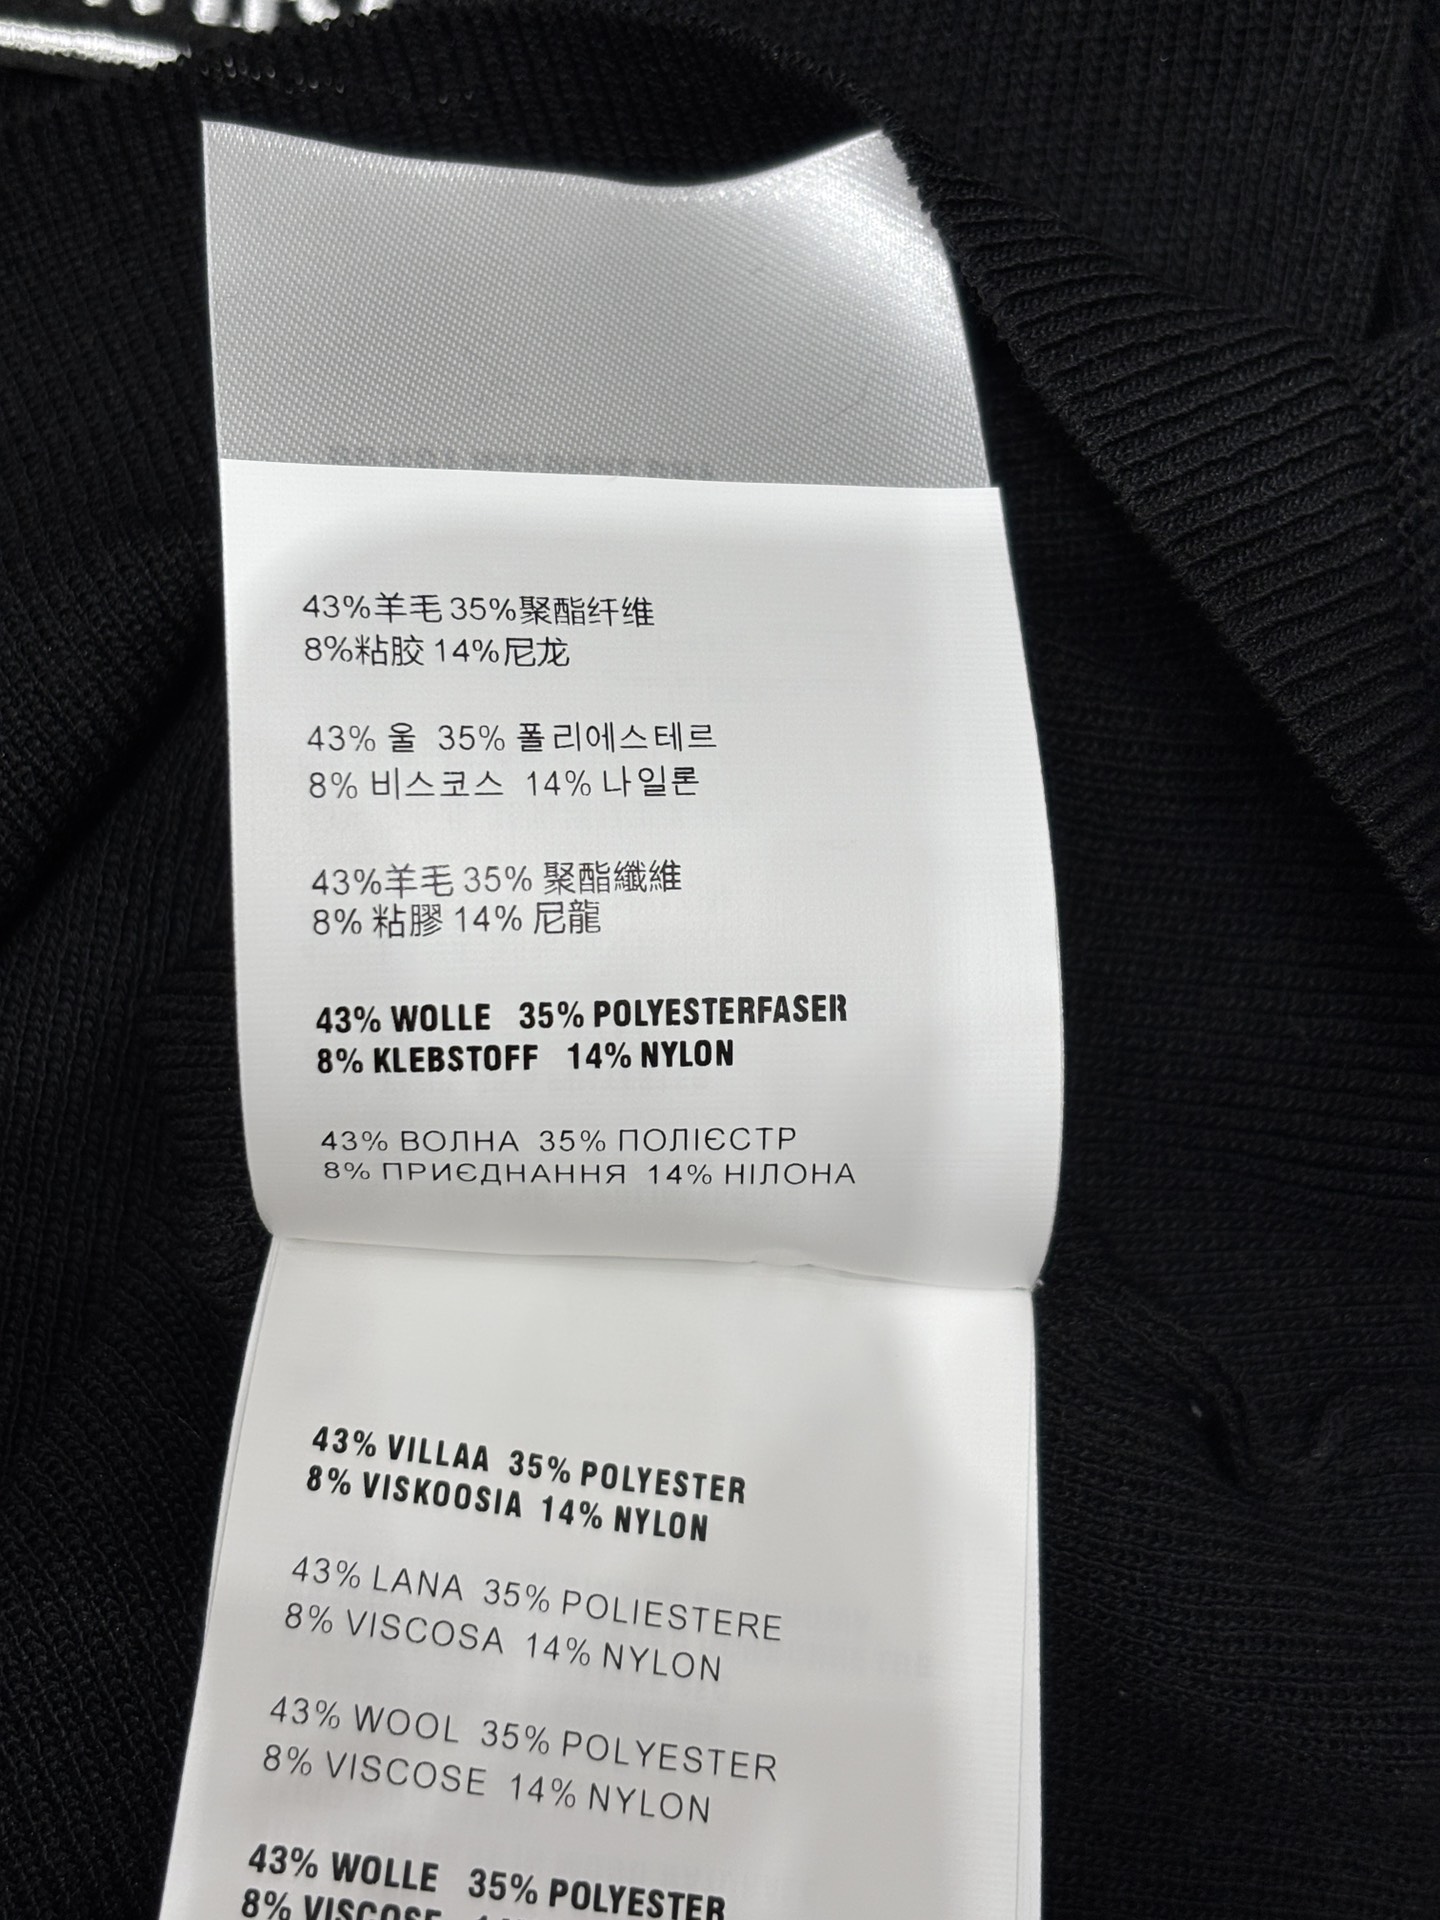 43%羊毛 35%聚酯纤维
8%粘胶 14%尼龙
43% 울 35% 폴리에스테르
8% 비스코스 14% 나일론
43%羊毛 35% 聚酯纖維
8% 粘膠 14% 尼龍
43% WOLLE 35% POLYESTERFASER
8% KLEBSTOFF 14% NYLON
43% ВОЛНА 35% ПОЛІЄСТР
8% ПРИЄДНАННЯ 14% НІЛОНА
43% VILLAA 35% POLYESTER
8% VISKOOSIA 14% NYLON
43% LANA 35% POLIESTERE
8% VISCOSA 14% NYLON
43% WOOL 35% POLYESTER
8% VISCOSE 14% NYLON
43% WOLLE 35% POLYESTER
8% VISCOSE